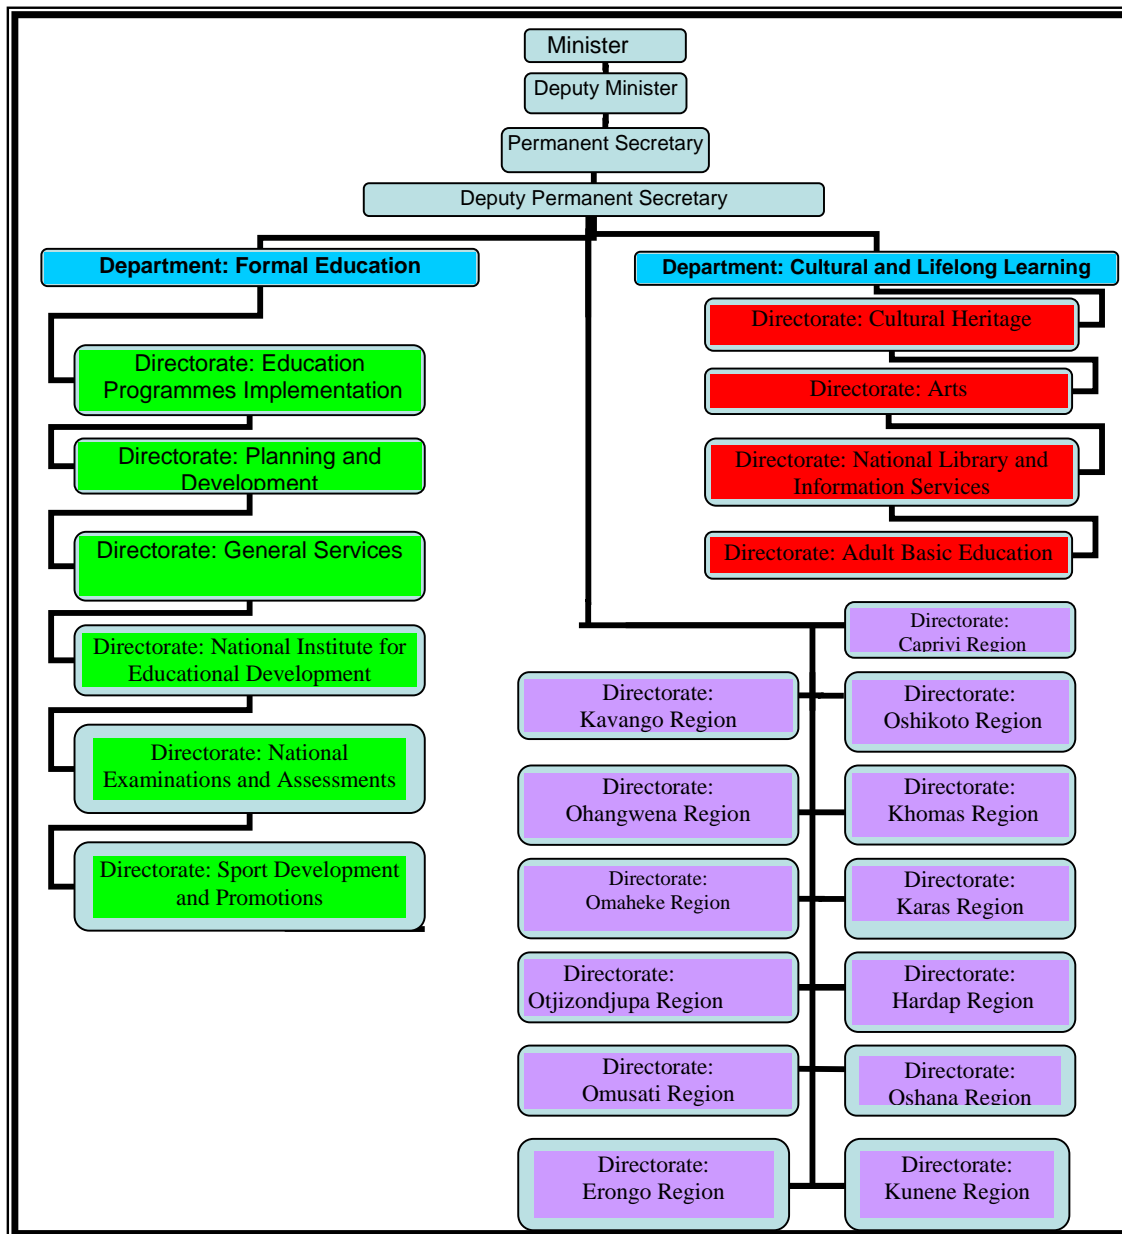 Minister
Deputy Minister
Permanent Secretary
Deputy Permanent Secretary
Department: Formal Education
Directorate: Education
Programmes Implementation
Directorate: Planning and
Development
Directorate: General Services
Directorate: National Institute for
Educational Development
Directorate: National
Examinations and Assessments
Directorate: Sport Development
and Promotions
Department: Cultural and Lifelong Learning
Directorate: Cultural Heritage
Directorate: Arts
Directorate: National Library and
Information Services
Directorate: Adult Basic Education
Directorate:
Caprivi Region
Directorate:
Kavango Region
Directorate:
Oshikoto Region
Directorate:
Ohangwena Region
Directorate:
Khomas Region
Directorate:
Omaheke Region
Directorate:
Karas Region
Directorate:
Otjizondjupa Region
Directorate:
Hardap Region
Directorate:
Omusati Region
Directorate:
Oshana Region
Directorate:
Erongo Region
Directorate:
Kunene Region